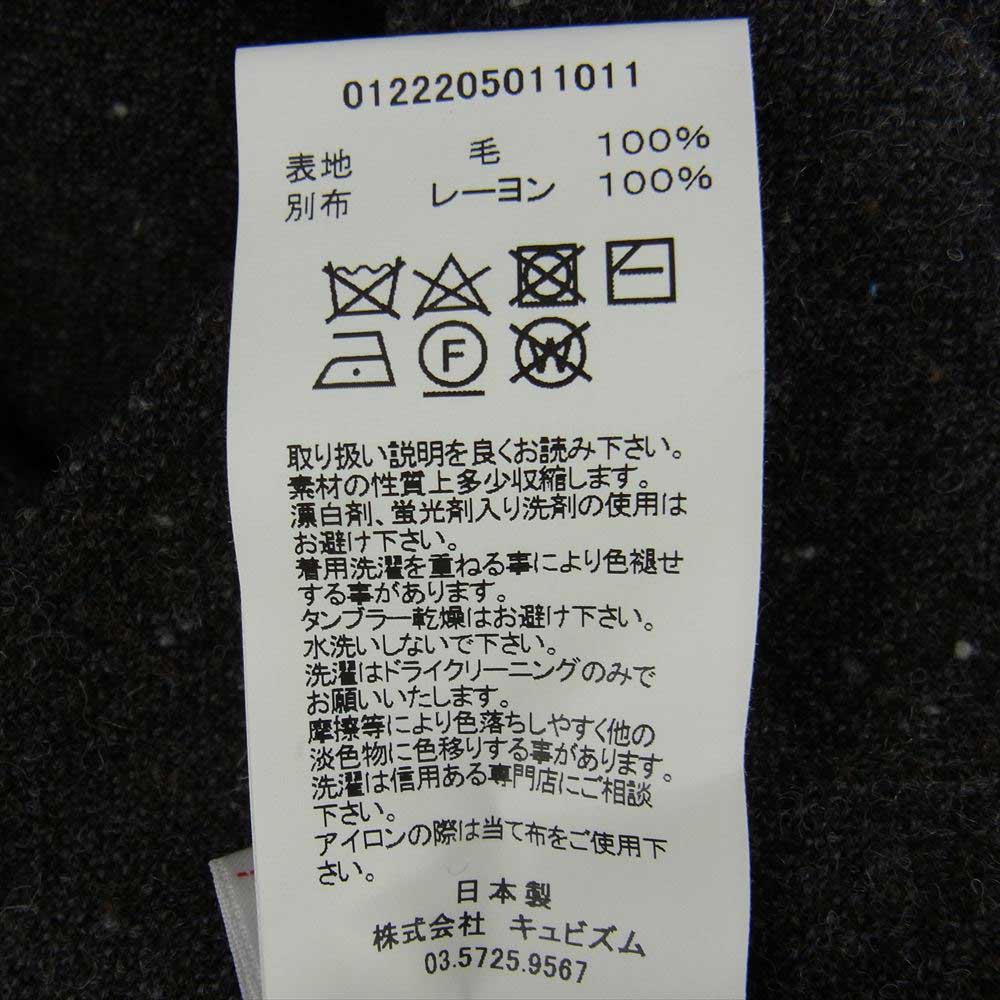 0122205011011
表地 毛 100%
別布 レーヨン 100%
F
W
取り扱い説明を良くお読み下さい。
素材の性質上多少収縮します。
漂白剤、蛍光剤入り洗剤の使用は
お避け下さい。
着用洗濯を重ねる事により色褪せ
する事があります。
タンブラー乾燥はお避け下さい。
水洗いしないで下さい。
洗濯はドライクリーニングのみで
お願いいたします。
摩擦等により色落ちしやすく他の
淡色物に色移りする事があります。
洗濯は信用ある専門店にご相談
下さい。
アイロンの際は当て布をご使用下
さい。
日本製
株式会社 キュビズム
03.5725.9567